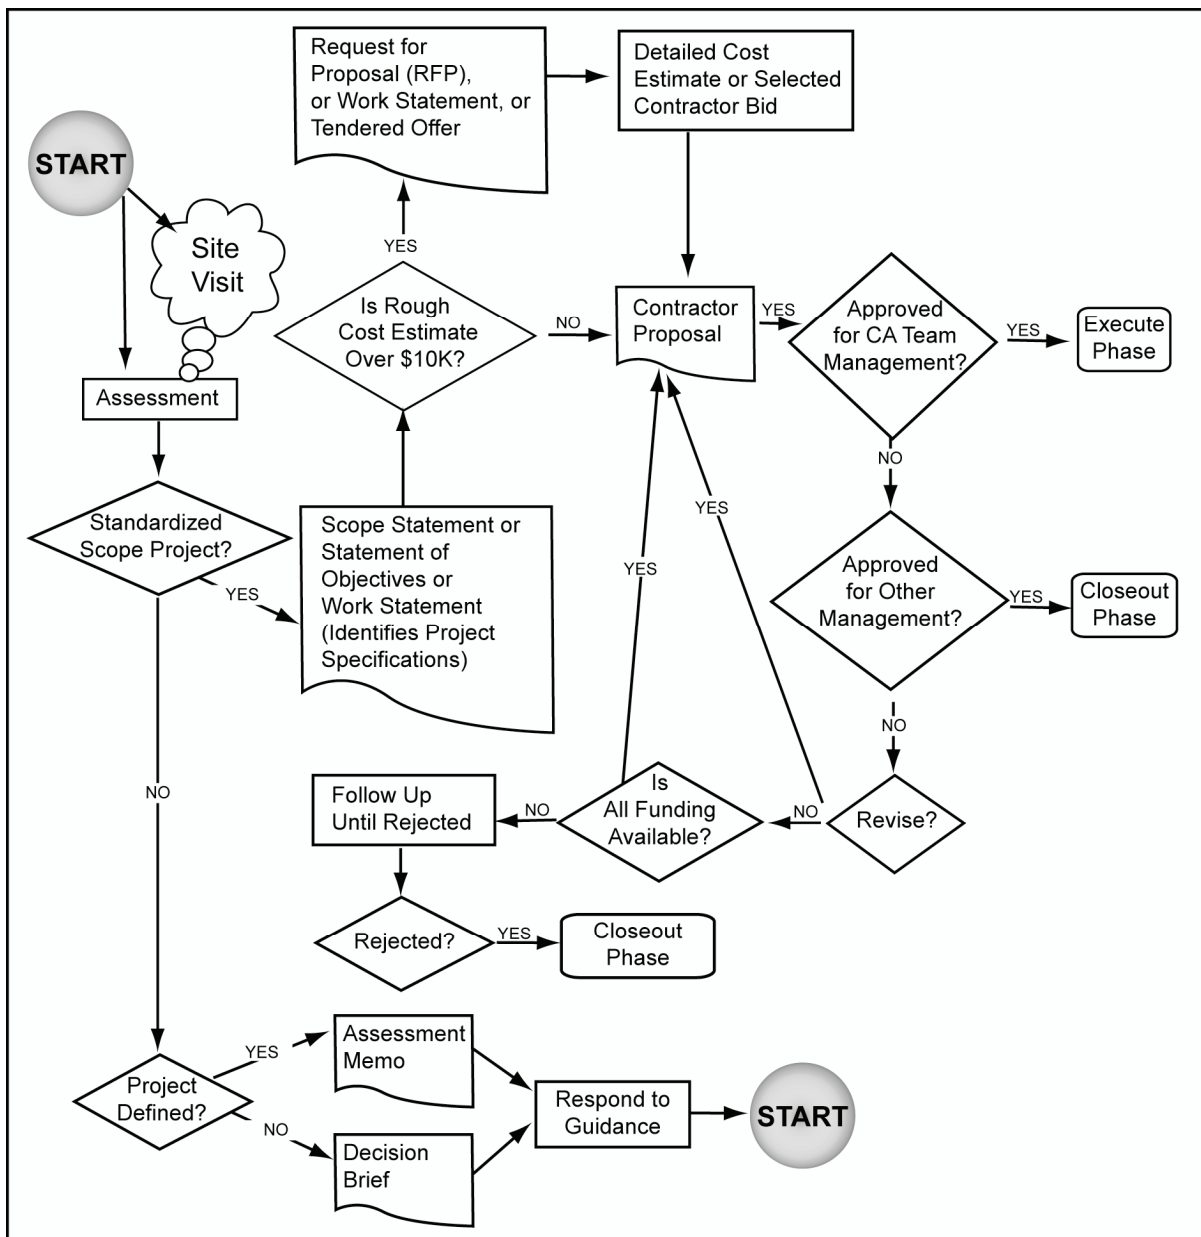 Request for
Proposal (RFP),
or Work Statement, or
Tendered Offer
Detailed Cost
Estimate or Selected
Contractor Bid
START
Site
Visit
YES
Is Rough
Cost Estimate
Over $10K?
NO
Contractor
Proposal
YES
Approved
for CA Team
Management?
YES
Execute
Phase
Assessment
NO
Standardized
Scope Project?
YES
Scope Statement or
Statement of
Objectives or
Work Statement
(Identifies Project
Specifications)
YES
YES
Approved
for Other
Management?
YES
Closeout
Phase
NO
NO
Follow Up
Until Rejected
NO
Is
All Funding
Available?
NO
Revise?
Rejected?
YES
Closeout
Phase
Project
Defined?
YES
Assessment
Memo
NO
Decision
Brief
Respond to
Guidance
START